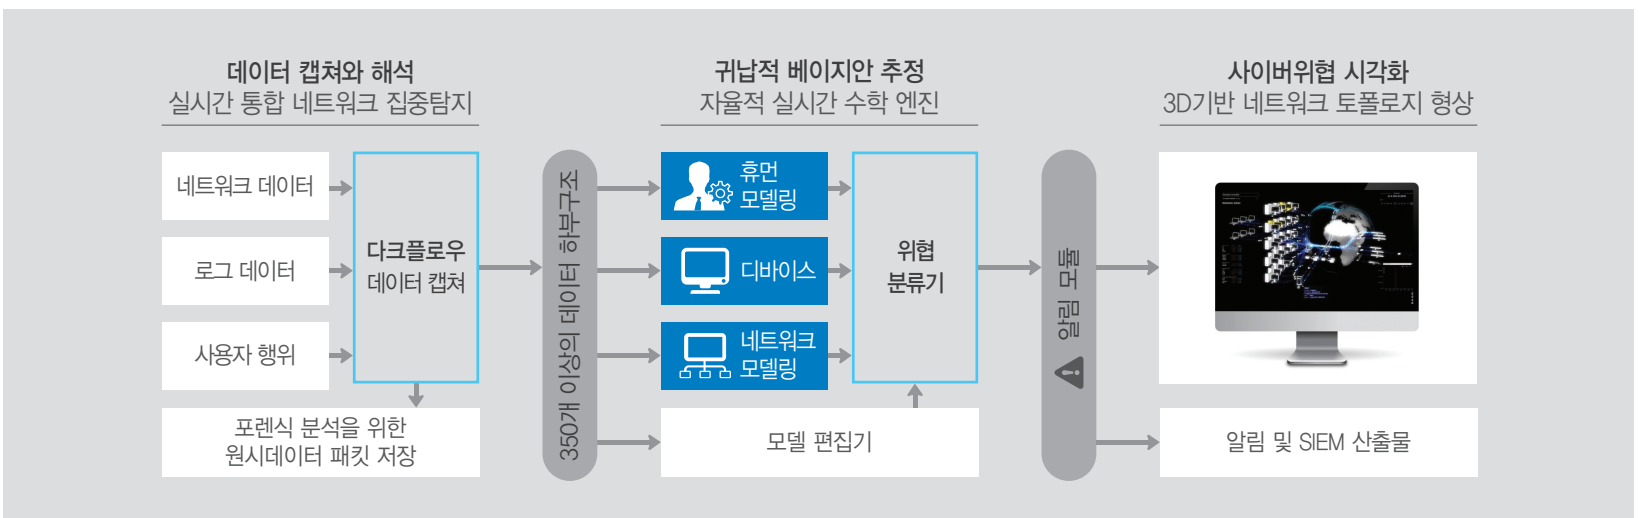 데이터 캡쳐와 해석
실시간 통합 네트워크 집중탐지
네트워크 데이터
로그 데이터
사용자 행위
다크플로우
데이터 캡쳐
포렌식 분석을 위한
원시데이터 패킷 저장
350개 이상의 데이터 하부구조
귀납적 베이지안 추정
자율적 실시간 수학 엔진
휴먼
모델링
디바이스
네트워크
모델링
위협
분류기
모델 편집기
알림 모듈
사이버위협 시각화
3D기반 네트워크 토폴로지 형상
알림 및 SIEM 산출물